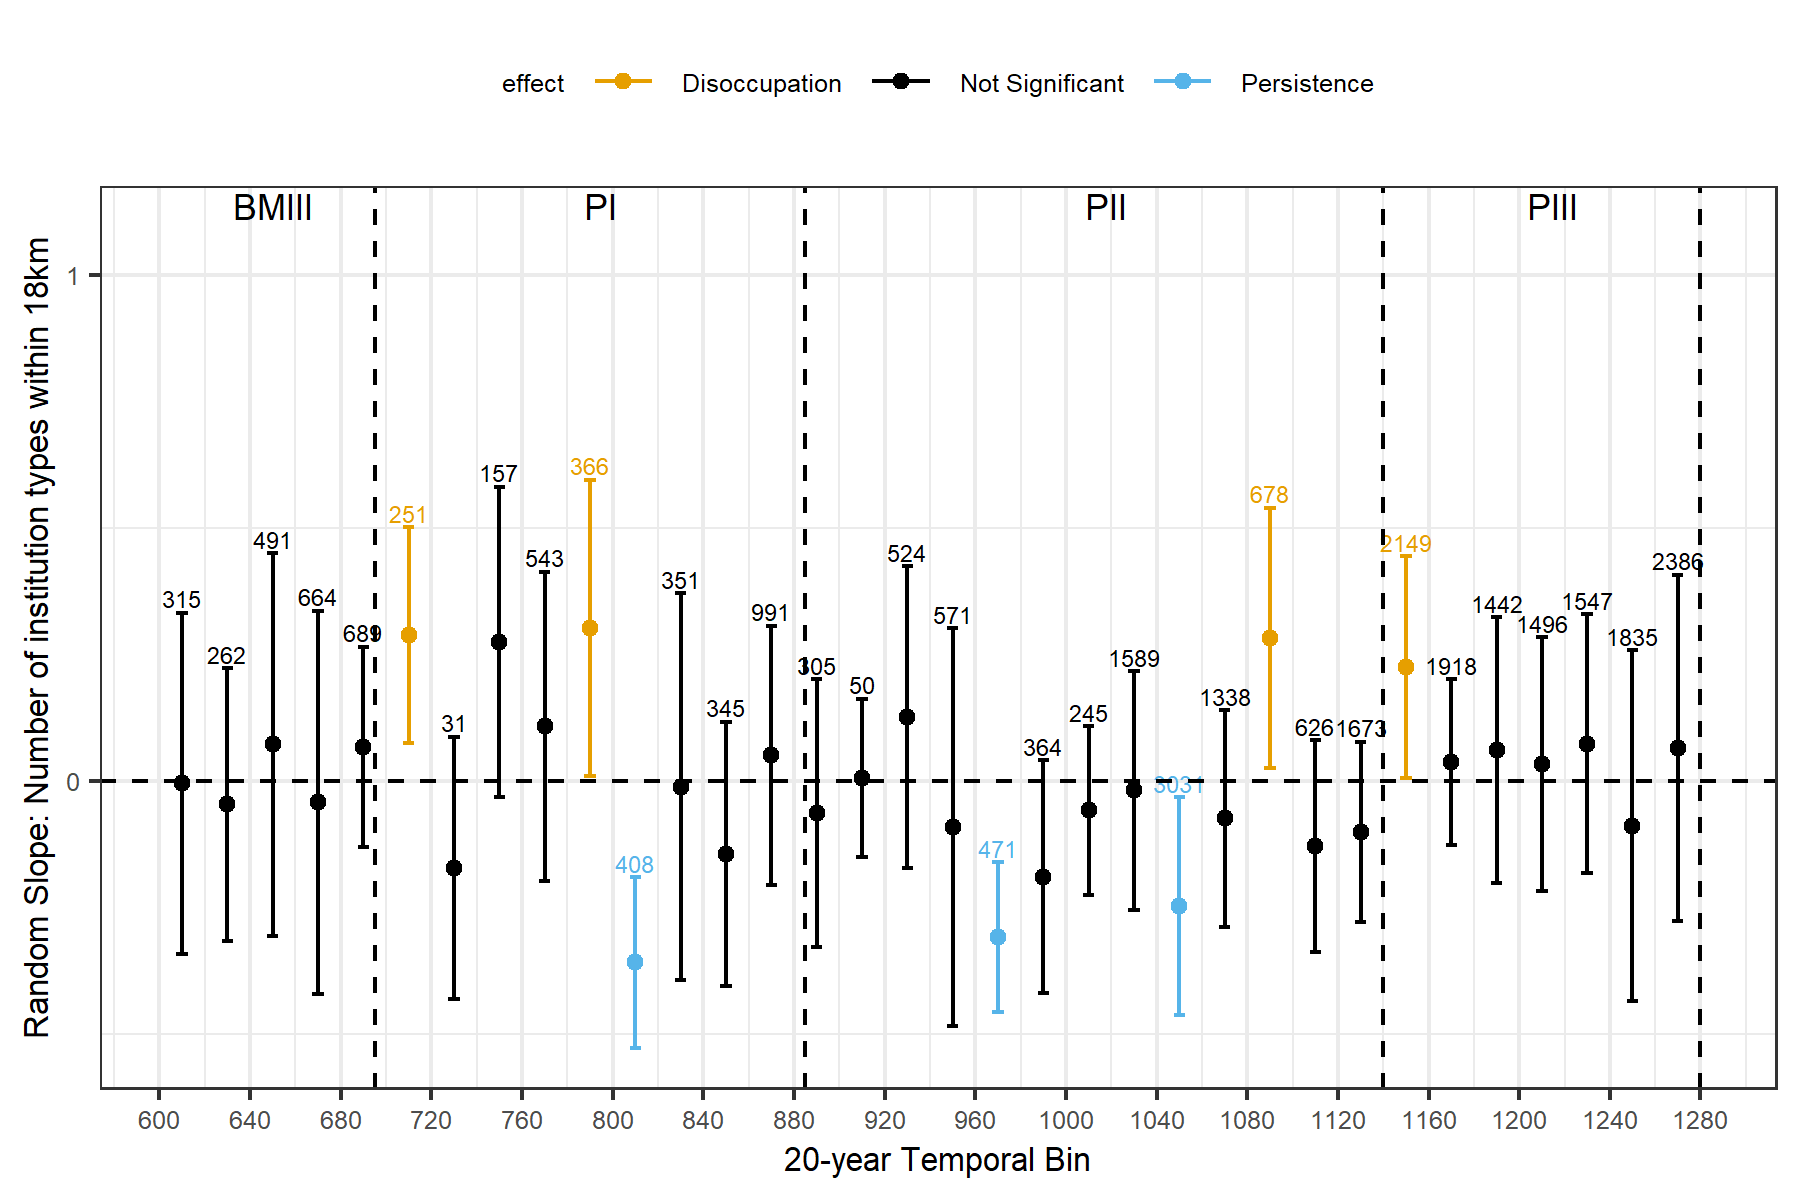 effect Disoccupation Not Significant Persistence
BMIII PI PII PIII
Random Slope: Number of institution types within 18km
1
0
315 262 491 664 689 251 31 157 543 366 408 351 345 991 305 50 524 571 471 364 245 1589 3031 1338 678 626 1673 2149 1918 1442 1496 1547 1835 2386
600 640 680 720 760 800 840 880 920 960 1000 1040 1080 1120 1160 1200 1240 1280
20-year Temporal Bin